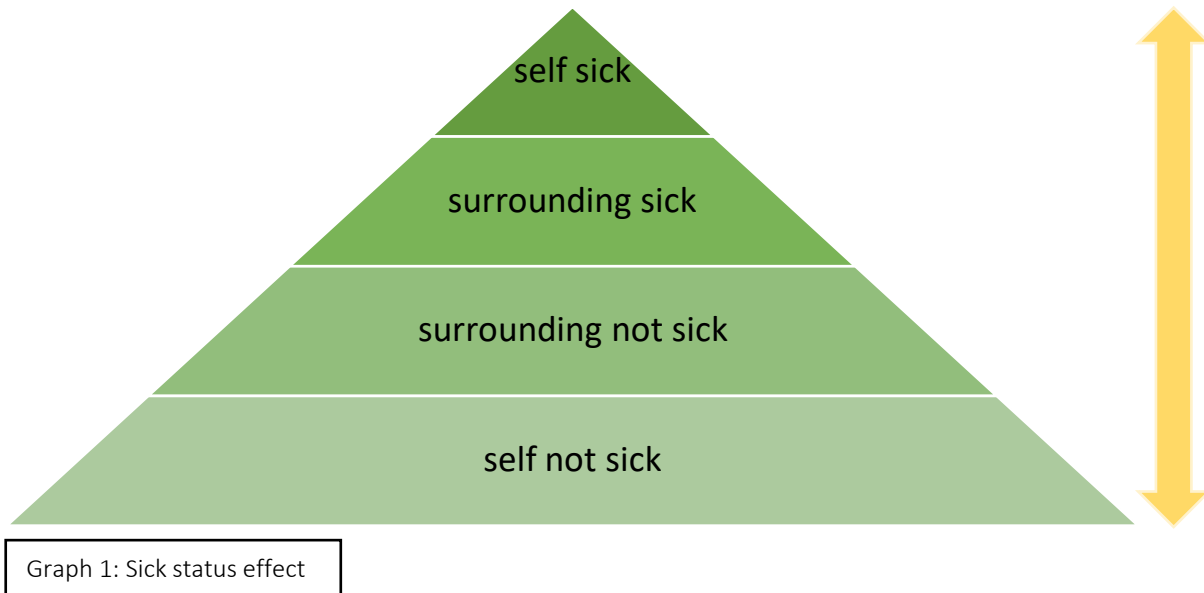 self sick
surrounding sick
surrounding not sick
self not sick
Graph 1: Sick status effect